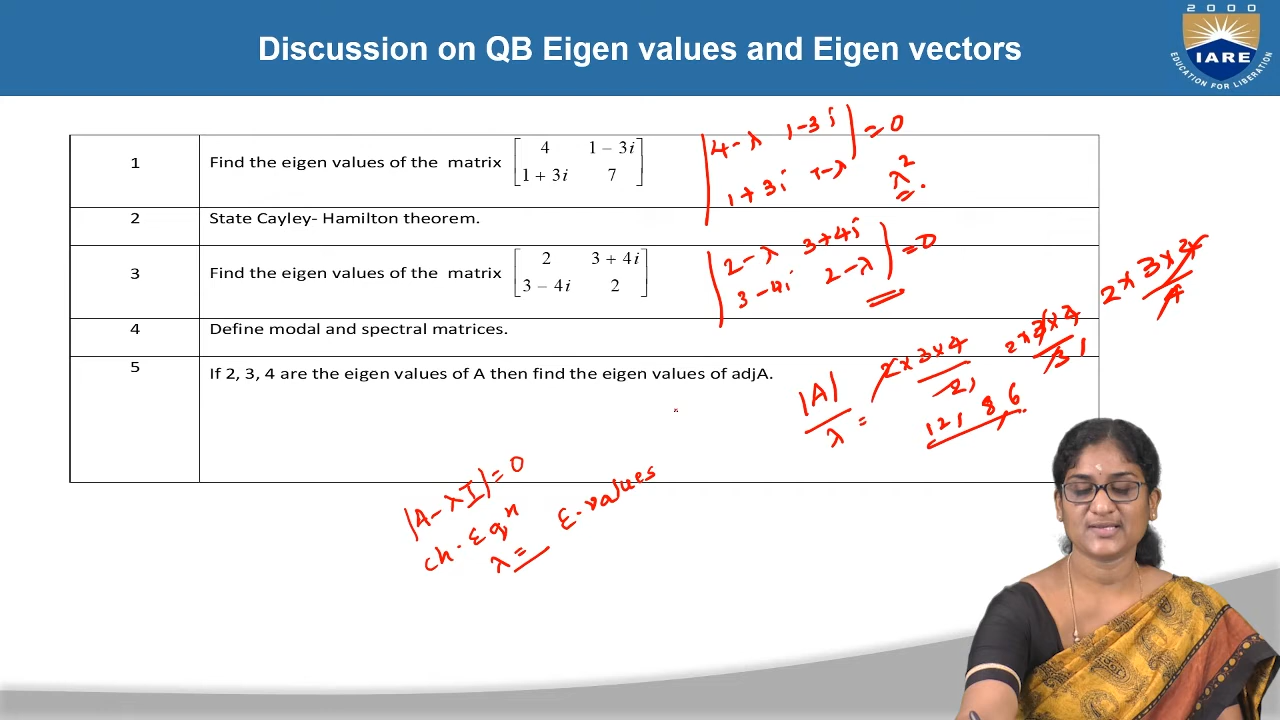 2000
IARE
EDUCATION FOR LIBERATION
Discussion on QB Eigen values and Eigen vectors
1
Find the eigen values of the matrix [4 1 − 3i
1 + 3i 7]
|4-λ 1-3i| = 0
1+3i 7-λ
λ²
2
State Cayley- Hamilton theorem.
3
Find the eigen values of the matrix [2 3 + 4i
3 − 4i 2]
|2-λ 3+4i| = 0
3-4i 2-λ
4
Define modal and spectral matrices.
5
If 2, 3, 4 are the eigen values of A then find the eigen values of adjA.
|A|/λ = 2×3×4/2, 2×3×4/3, 2×3×4/4
12, 8 6
|A-λI| = 0
ch. Eqⁿ
λ = E. values